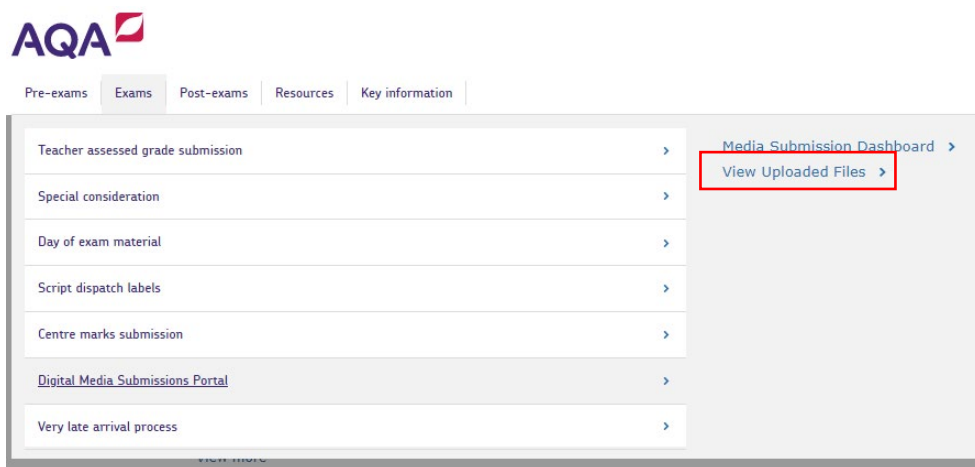 AQA
Pre-exams Exams Post-exams Resources Key information
Teacher assessed grade submission
Special consideration
Day of exam material
Script dispatch labels
Centre marks submission
Digital Media Submissions Portal
Very late arrival process
Media Submission Dashboard
View Uploaded Files
View more